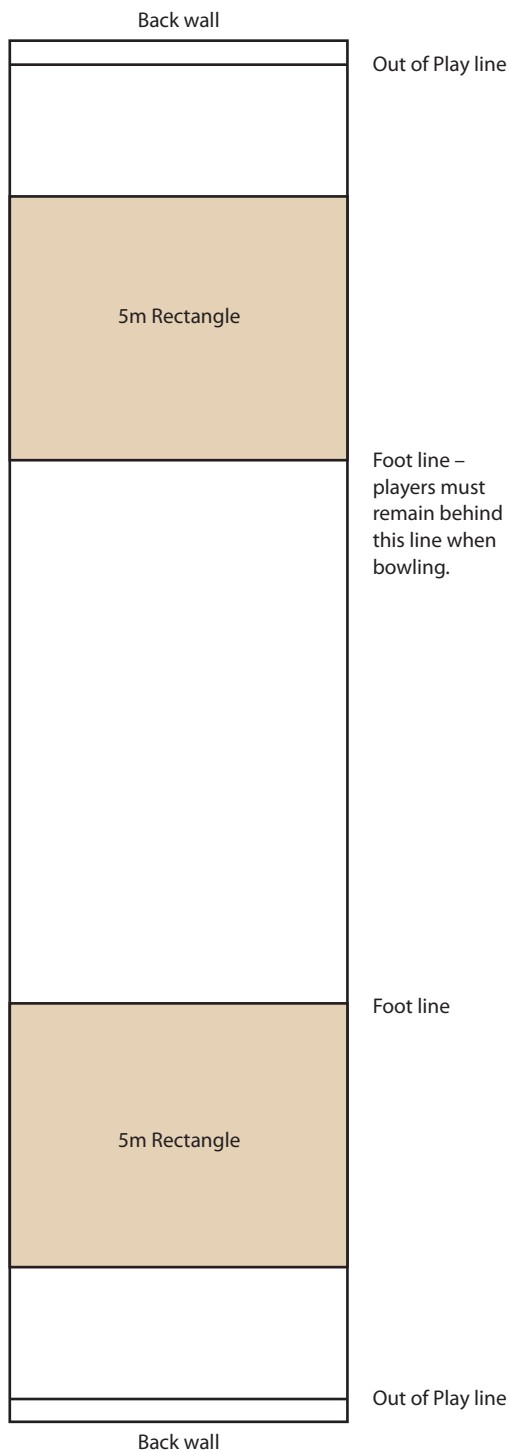 Back wall
Out of Play line
5m Rectangle
Foot line –
players must
remain behind
this line when
bowling.
Foot line
5m Rectangle
Out of Play line
Back wall